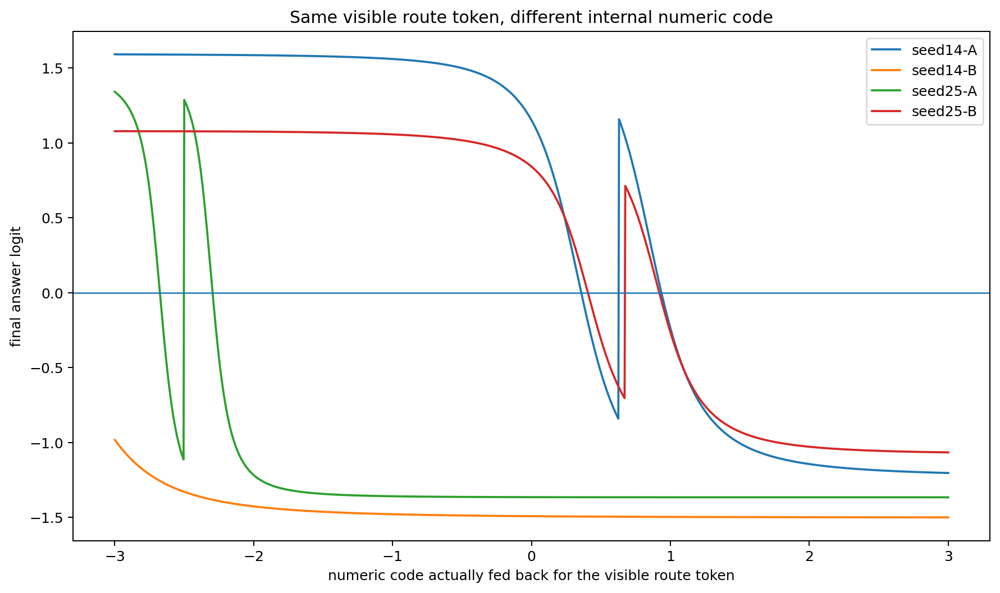 Same visible route token, different internal numeric code
final answer logit
1.5
1.0
0.5
0.0
−0.5
−1.0
−1.5
seed14-A
seed14-B
seed25-A
seed25-B
−3
−2
−1
0
1
2
3
numeric code actually fed back for the visible route token